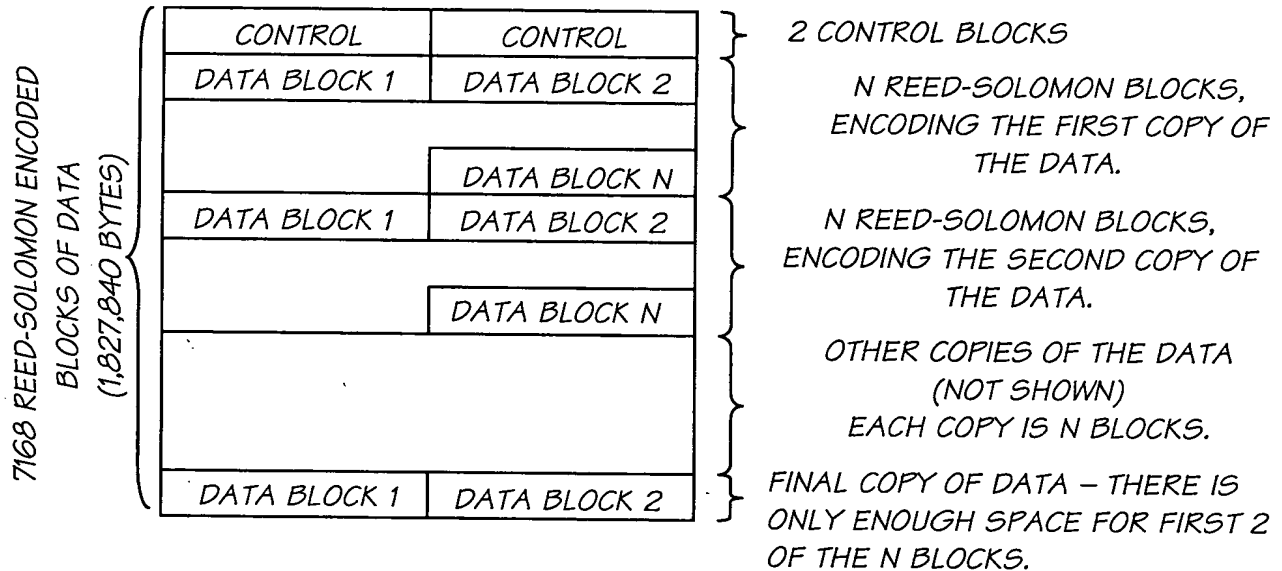 7168 REED-SOLOMON ENCODED
BLOCKS OF DATA
(1,827,840 BYTES)
CONTROL CONTROL
2 CONTROL BLOCKS
DATA BLOCK 1 DATA BLOCK 2
DATA BLOCK N
N REED-SOLOMON BLOCKS,
ENCODING THE FIRST COPY OF
THE DATA.
DATA BLOCK 1 DATA BLOCK 2
DATA BLOCK N
N REED-SOLOMON BLOCKS,
ENCODING THE SECOND COPY OF
THE DATA.
OTHER COPIES OF THE DATA
(NOT SHOWN)
EACH COPY IS N BLOCKS.
DATA BLOCK 1 DATA BLOCK 2
FINAL COPY OF DATA – THERE IS
ONLY ENOUGH SPACE FOR FIRST 2
OF THE N BLOCKS.